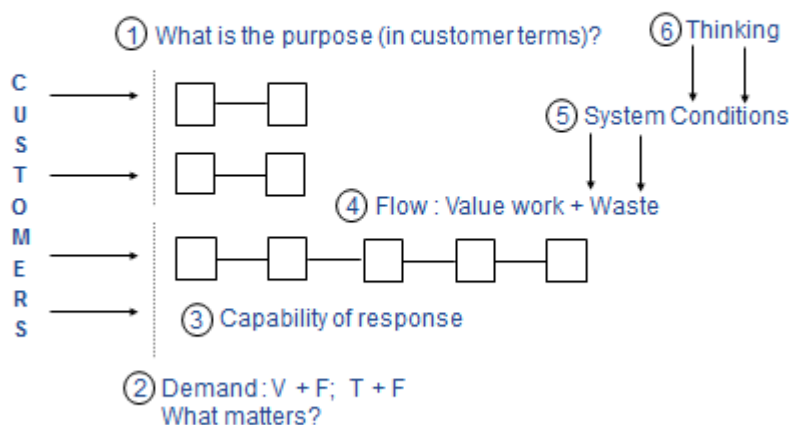 1 What is the purpose (in customer terms)?
6 Thinking
CUSTOMERS
5 System Conditions
4 Flow : Value work + Waste
3 Capability of response
2 Demand : V + F; T + F
What matters?